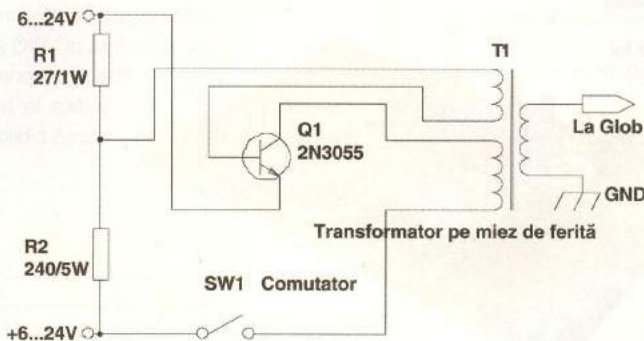 6...24V
R1
27/1W
T1
Q1
2N3055
La Glob
GND
Transformator pe miez de ferită
R2
240/5W
SW1 Comutator
+6...24V